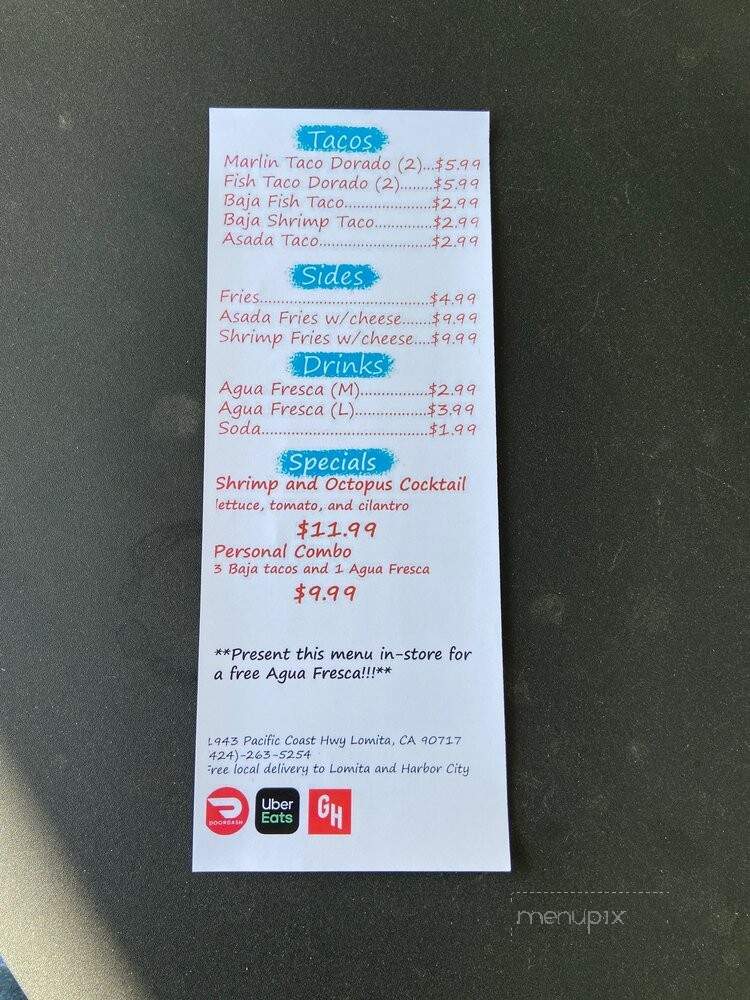 Tacos
Marlin Taco Dorado (2)...$5.99
Fish Taco Dorado (2)........$5.99
Baja Fish Taco.....................$2.99
Baja Shrimp Taco..............$2.99
Asada Taco...........................$2.99
Sides
Fries.........................................$4.99
Asada Fries w/cheese.......$9.99
Shrimp Fries w/cheese....$9.99
Drinks
Agua Fresca (M).................$2.99
Agua Fresca (L)..................$3.99
Soda.........................................$1.99
Specials
Shrimp and Octopus Cocktail
lettuce, tomato, and cilantro
$11.99
Personal Combo
3 Baja tacos and 1 Agua Fresca
$9.99
**Present this menu in-store for
a free Agua Fresca!!!**
1943 Pacific Coast Hwy Lomita, CA 90717
424)-263-5254
Free local delivery to Lomita and Harbor City
DOORDASH
Uber
Eats
GH
menupix